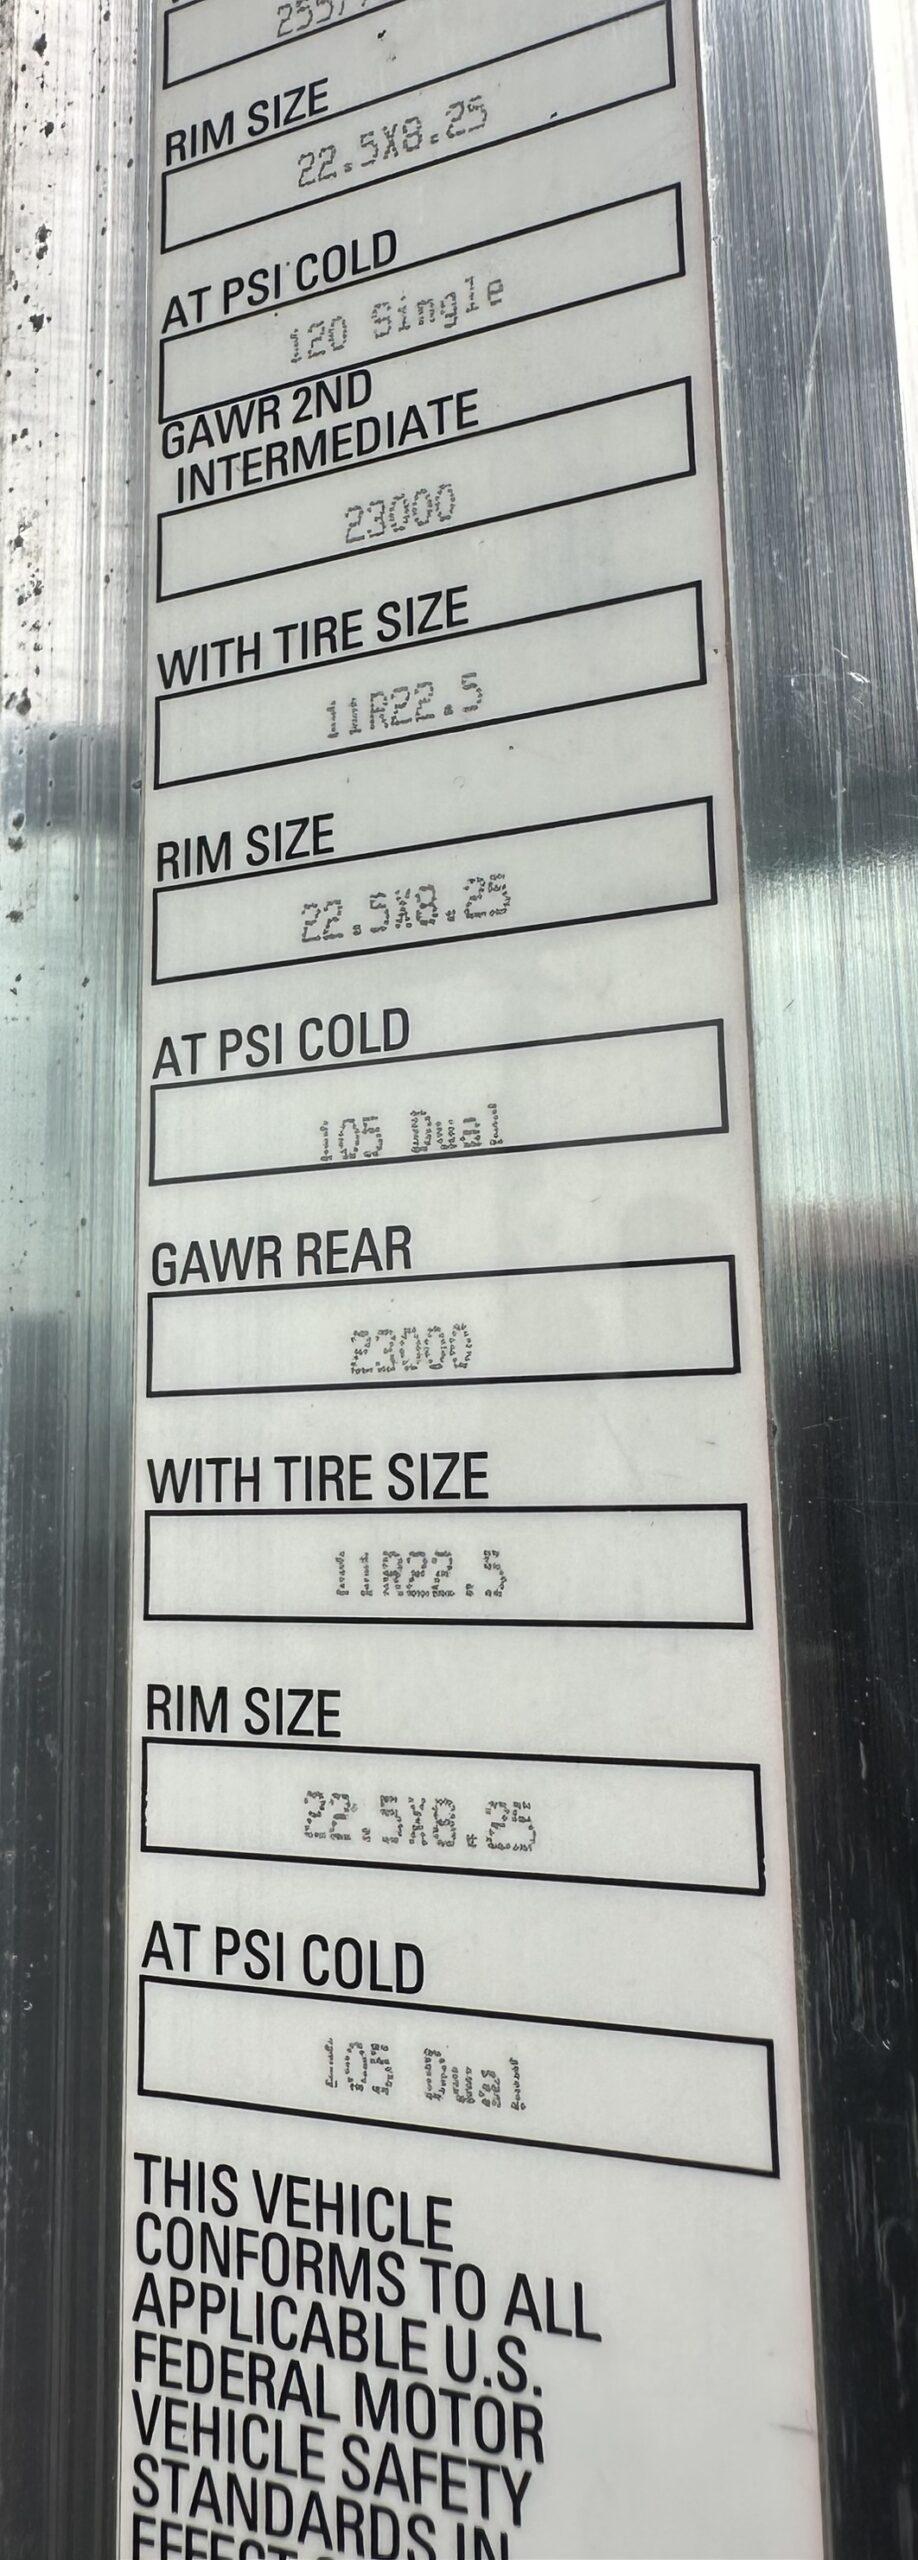 RIM SIZE
22.5X8.25
AT PSI COLD
120 Single
GAWR 2ND
INTERMEDIATE
23000
WITH TIRE SIZE
11R22.5
RIM SIZE
22.5X8.25
AT PSI COLD
105 Dual
GAWR REAR
WITH TIRE SIZE
11R22.5
RIM SIZE
22.5X8.25
AT PSI COLD
105 Dual
THIS VEHICLE
CONFORMS TO ALL
APPLICABLE U.S.
FEDERAL MOTOR
VEHICLE SAFETY
STANDARDS IN